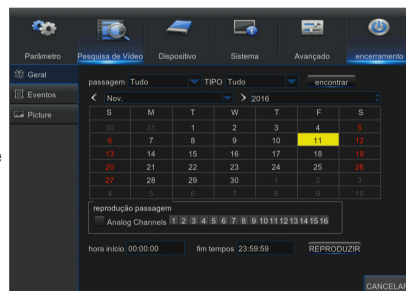 Parâmetro Pesquisa de Vídeo Dispositivo Sistema Avançado encerramento
Geral
Eventos
Picture
passagem Tudo TIPO Tudo encontrar
Nov. 2016
S M T W T F S
30 31 1 2 3 4 5
6 7 8 9 10 11 12
13 14 15 16 17 18 19
20 21 22 23 24 25 26
27 28 29 30 1 2 3
4 5 6 7 8 9 10
reprodução passagem
Analog Channels 1 2 3 4 5 6 7 8 9 10 11 12 13 14 15 16
hora início 00:00:00 fim tempos 23:59:59 REPRODUZIR
CANCELAR
e